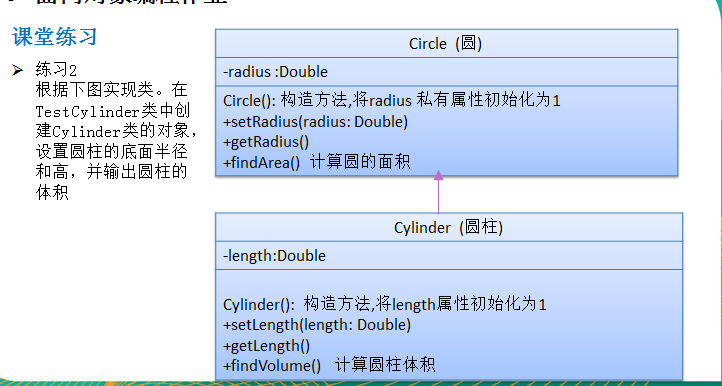 课堂练习
➢ 练习2
根据下图实现类。在
TestCylinder类中创
建Cylinder类的对象,
设置圆柱的底面半径
和高，并输出圆柱的
体积
Circle (圆)
-radius :Double
Circle(): 构造方法,将radius 私有属性初始化为1
+setRadius(radius: Double)
+getRadius()
+findArea() 计算圆的面积
Cylinder (圆柱)
-length:Double
Cylinder(): 构造方法,将length属性初始化为1
+setLength(length: Double)
+getLength()
+findVolume() 计算圆柱体积